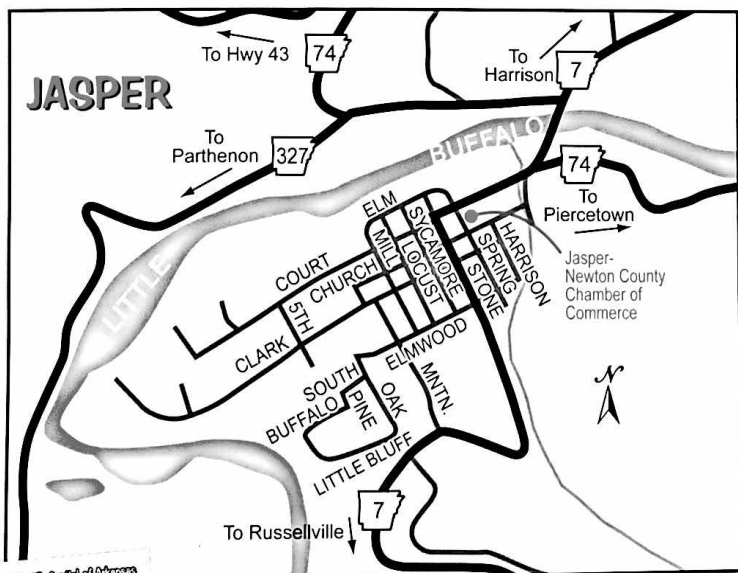 To Hwy 43
74
To
Harrison
7
JASPER
To
Parthenon
327
BUFFALO
74
To
Piercetown
ELM
SYCAMORE
MILL
LOCUST
CHURCH
COURT
HARRISON
SPRING
STONE
Jasper-
Newton County
Chamber of
Commerce
LITTLE
5TH
CLARK
ELMWOOD
SOUTH
MNTN.
OAK
PINE
BUFFALO
LITTLE BLUFF
N
7
To Russellville
of Arkansas